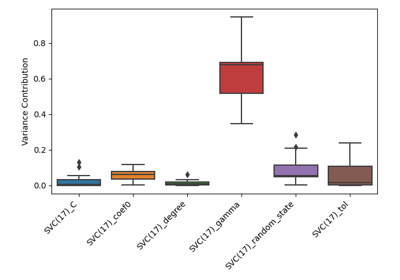 Variance Contribution
0.8
0.6
0.4
0.2
0.0
SVC(17)_C
SVC(17)_coef0
SVC(17)_degree
SVC(17)_gamma
SVC(17)_random_state
SVC(17)_tol